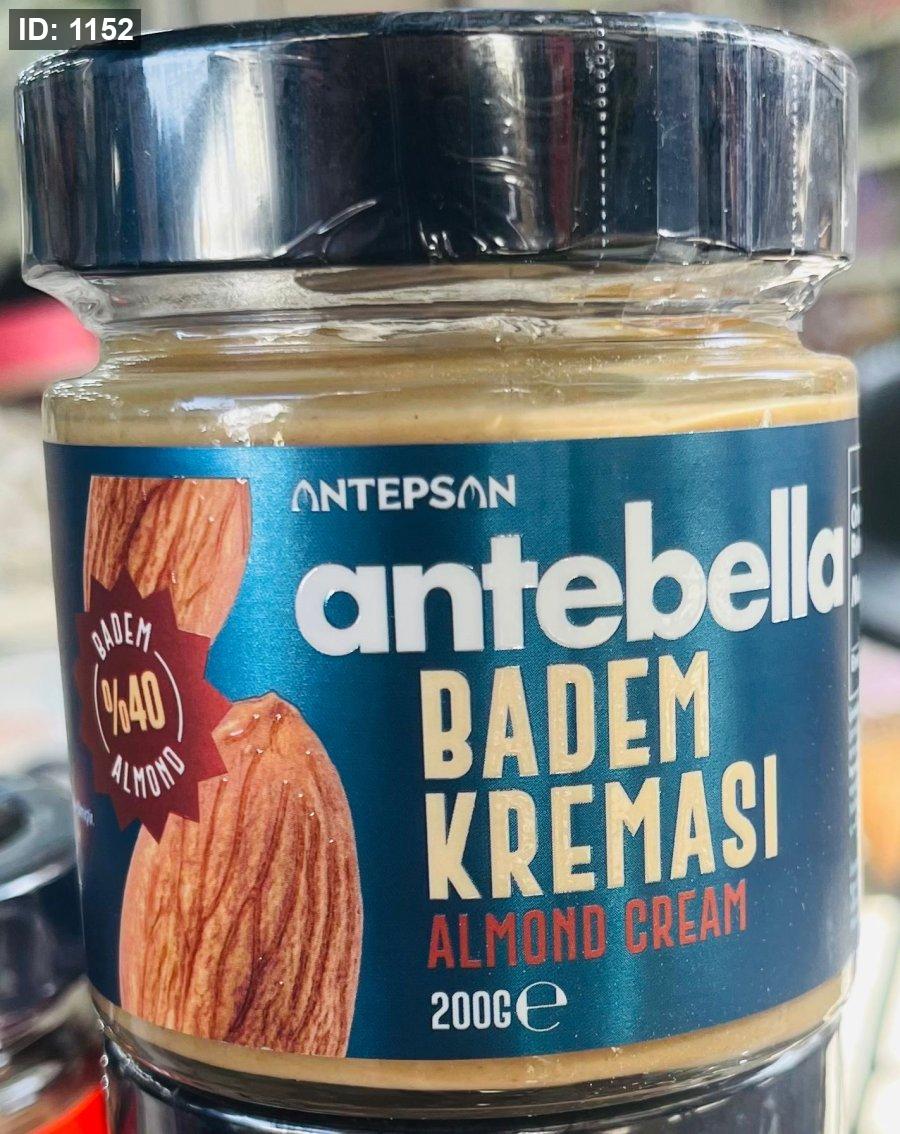 ID: 1152
ANTEPSAN
antebella
BADEM
%40
ALMOND
BADEM
KREMASI
ALMOND CREAM
200G e